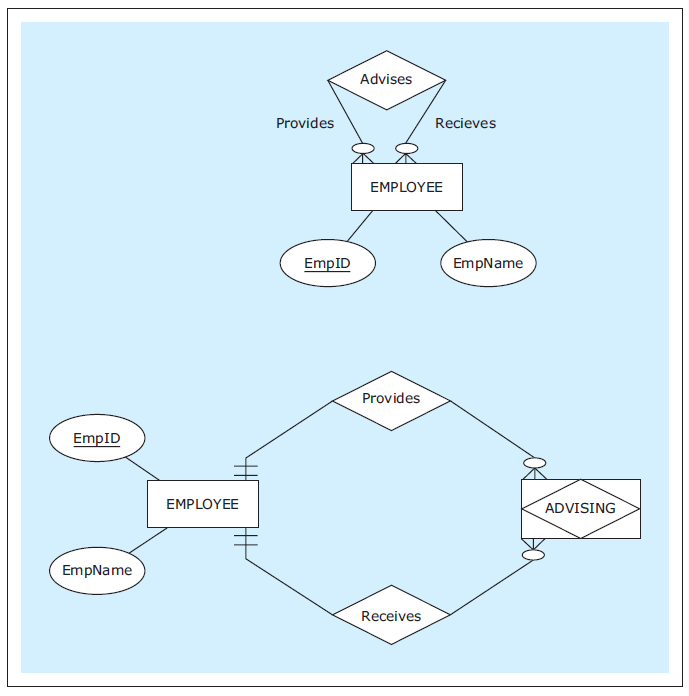 Advises
Provides
Recieves
EMPLOYEE
EmpID
EmpName
Provides
EmpID
EMPLOYEE
ADVISING
EmpName
Receives